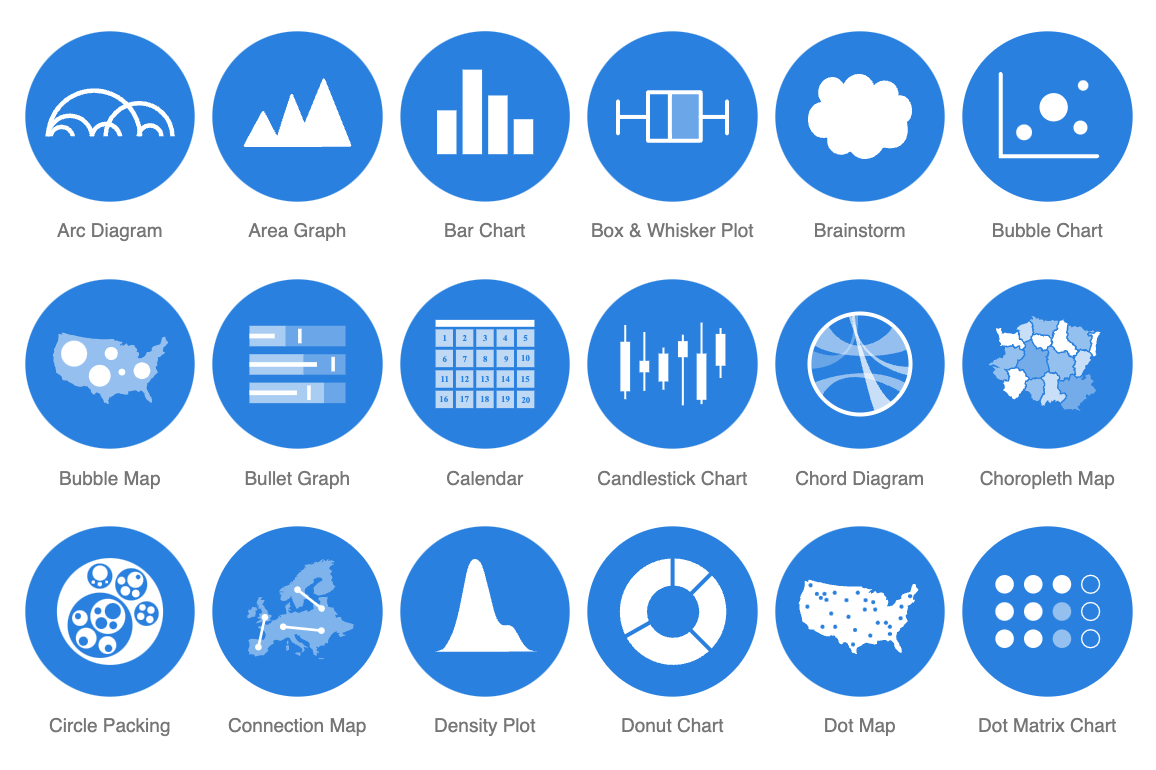 Arc Diagram
Area Graph
Bar Chart
Box & Whisker Plot
Brainstorm
Bubble Chart
1 2 3 4 5
6 7 8 9 10
11 12 13 14 15
16 17 18 19 20
Bubble Map
Bullet Graph
Calendar
Candlestick Chart
Chord Diagram
Choropleth Map
Circle Packing
Connection Map
Density Plot
Donut Chart
Dot Map
Dot Matrix Chart